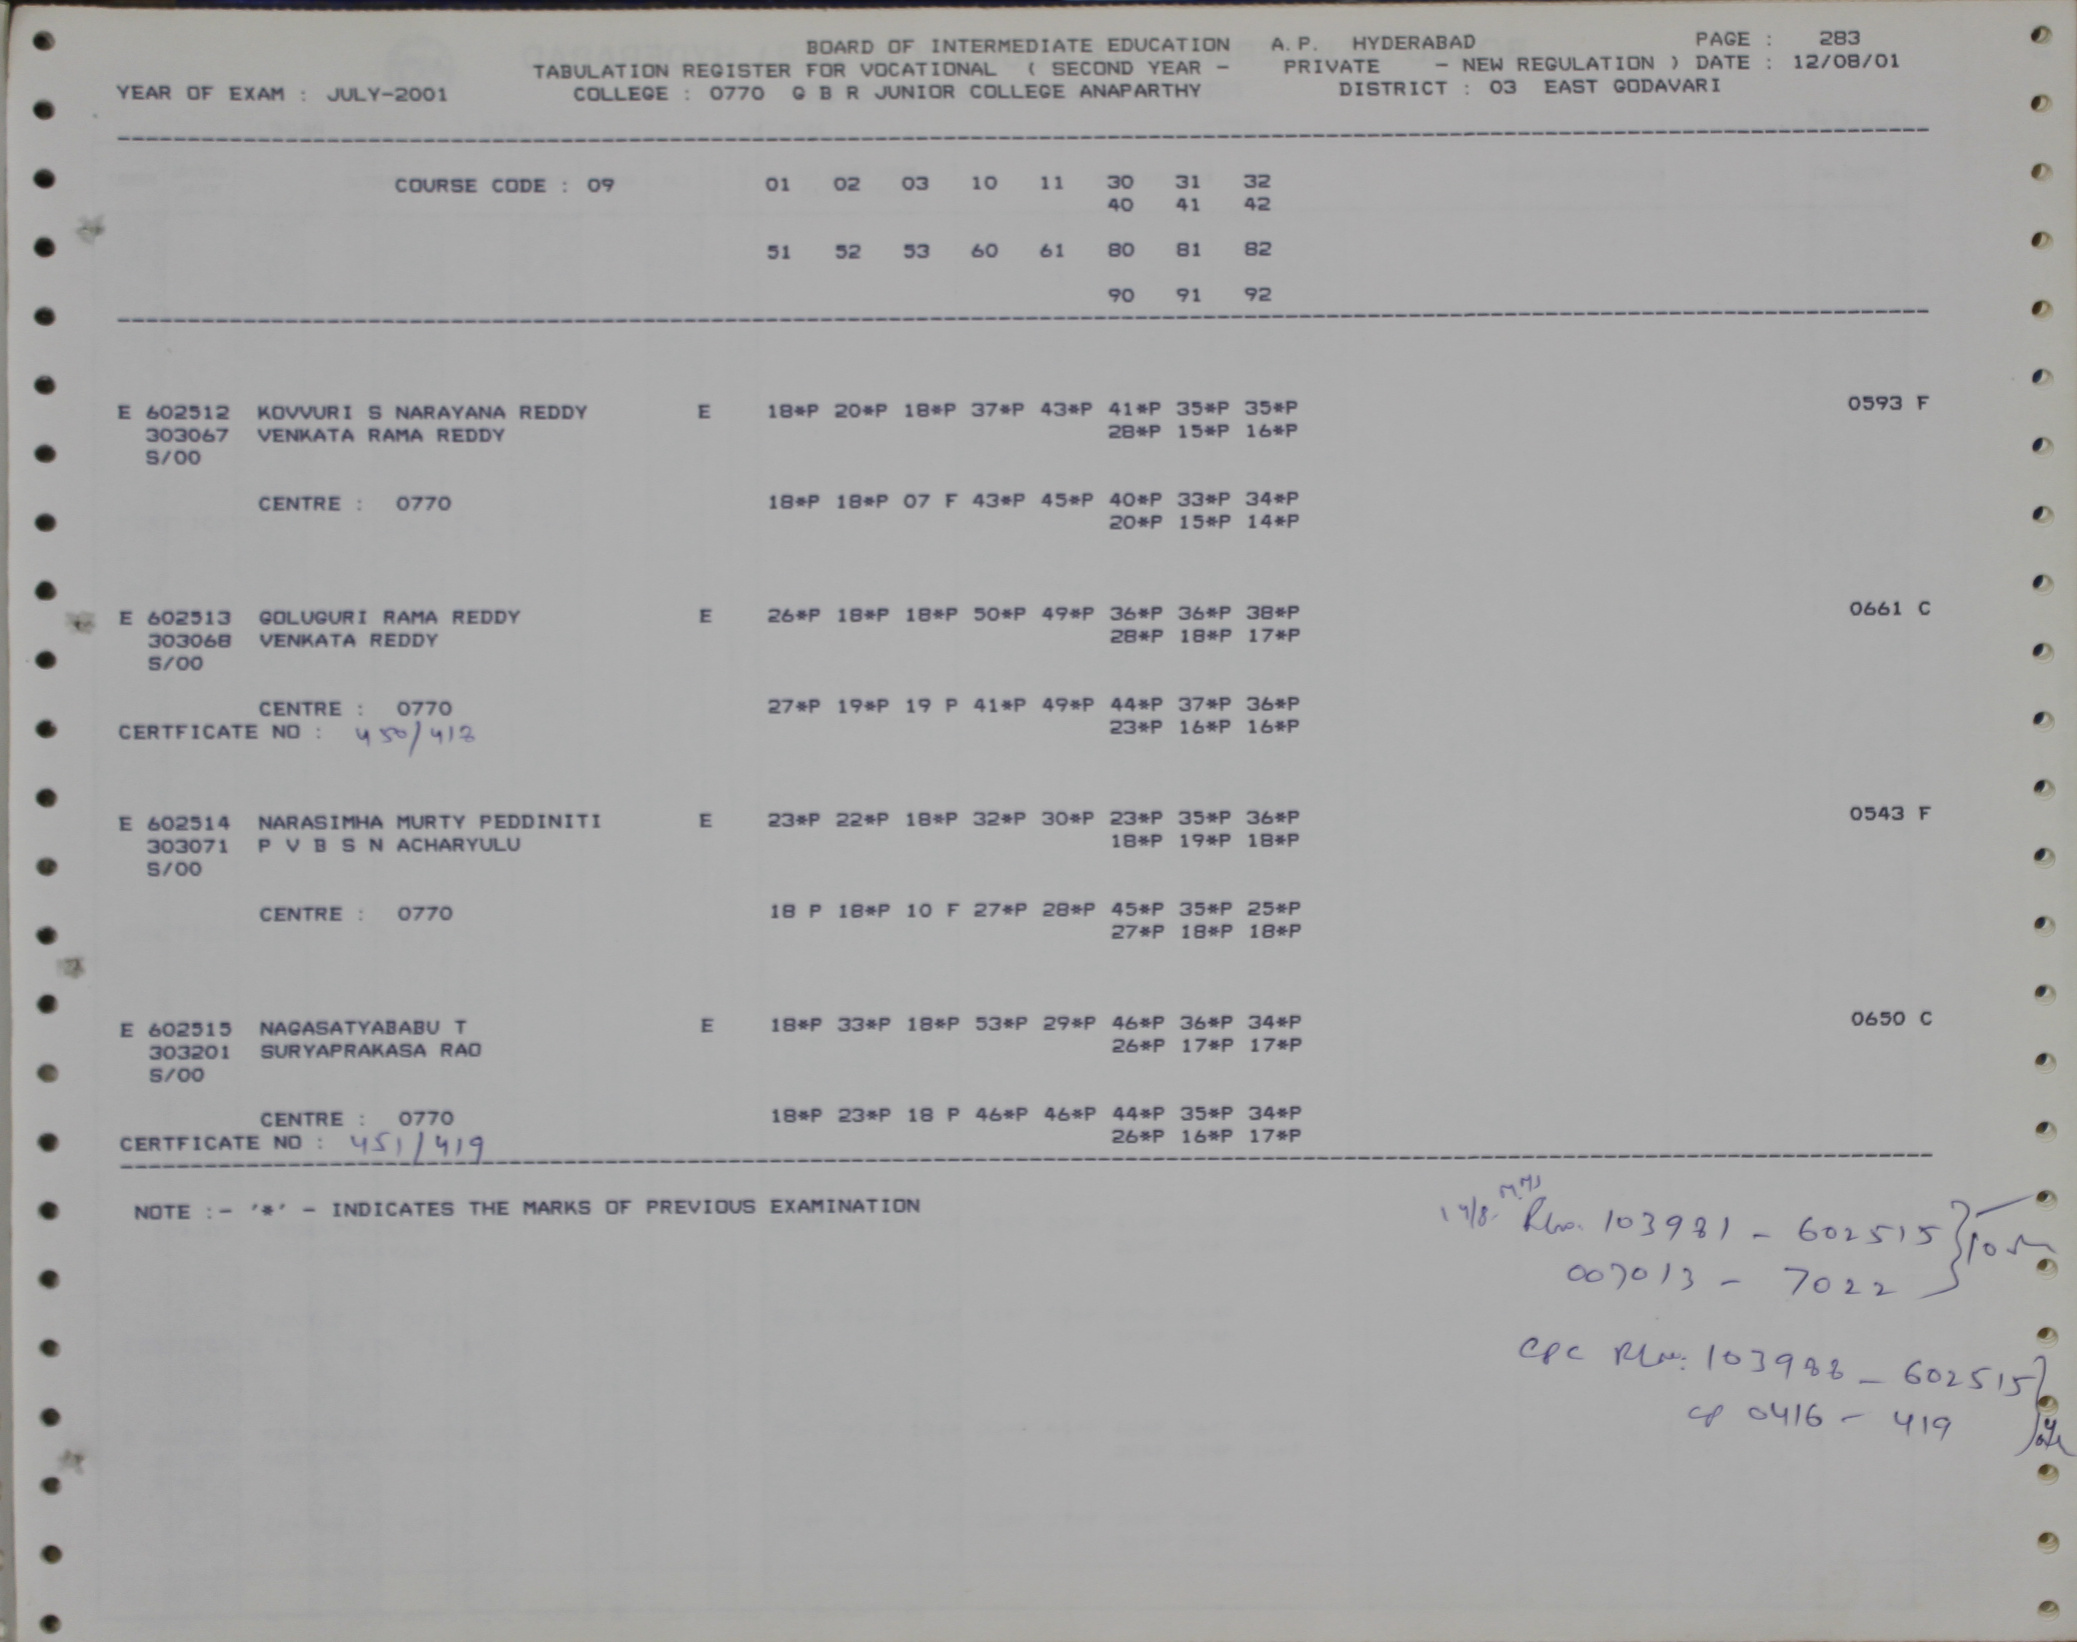 BOARD OF INTERMEDIATE EDUCATION A.P. HYDERABAD PAGE : 283
TABULATION REGISTER FOR VOCATIONAL ( SECOND YEAR - PRIVATE - NEW REGULATION ) DATE : 12/08/01
YEAR OF EXAM : JULY-2001 COLLEGE : 0770 G B R JUNIOR COLLEGE ANAPARTHY DISTRICT : 03 EAST GODAVARI
COURSE CODE : 09 01 02 03 10 11 30 31 32
40 41 42
51 52 53 60 61 80 81 82
90 91 92
E 602512 KOVVURI S NARAYANA REDDY E 18*P 20*P 18*P 37*P 43*P 41*P 35*P 35*P 0593 F
303067 VENKATA RAMA REDDY 28*P 15*P 16*P
S/00
CENTRE : 0770 18*P 18*P 07 F 43*P 45*P 40*P 33*P 34*P
20*P 15*P 14*P
E 602513 GOLUGURI RAMA REDDY E 26*P 18*P 18*P 50*P 49*P 36*P 36*P 38*P 0661 C
303068 VENKATA REDDY 28*P 18*P 17*P
S/00
CENTRE : 0770 27*P 19*P 19 P 41*P 49*P 44*P 37*P 36*P
CERTFICATE NO : 450/418 23*P 16*P 16*P
E 602514 NARASIMHA MURTY PEDDINITI E 23*P 22*P 18*P 32*P 30*P 23*P 35*P 36*P 0543 F
303071 P V B S N ACHARYULU 18*P 19*P 18*P
S/00
CENTRE : 0770 18 P 18*P 10 F 27*P 28*P 45*P 35*P 25*P
27*P 18*P 18*P
E 602515 NAGASATYABABU T E 18*P 33*P 18*P 53*P 29*P 46*P 36*P 34*P 0650 C
303201 SURYAPRAKASA RAO 26*P 17*P 17*P
S/00
CENTRE : 0770 18*P 23*P 18 P 46*P 46*P 44*P 35*P 34*P
CERTFICATE NO : 451/419 26*P 16*P 17*P
NOTE :- '*' - INDICATES THE MARKS OF PREVIOUS EXAMINATION
14/8. 103981 - 602515
007013 - 7022
CPC 103988 - 602515
CP 0416 - 419